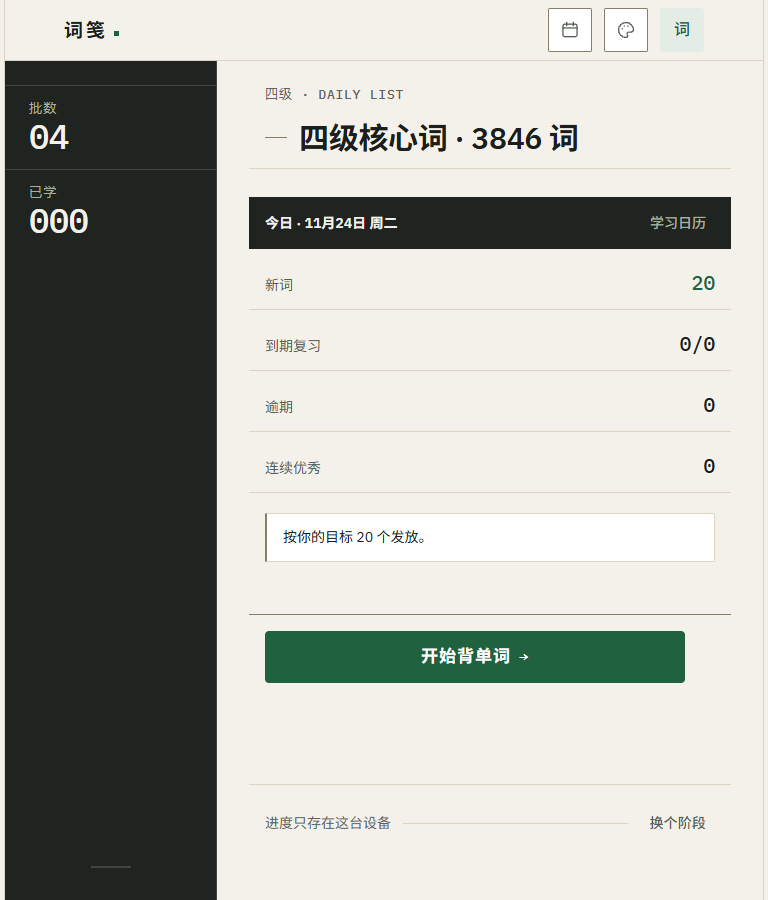 词笺
词
批数
04
已学
000
四级 · DAILY LIST
四级核心词 · 3846 词
今日 · 11月24日 周二
学习日历
新词
20
到期复习
0/0
逾期
0
连续优秀
0
按你的目标 20 个发放。
开始背单词 →
进度只存在这台设备
换个阶段